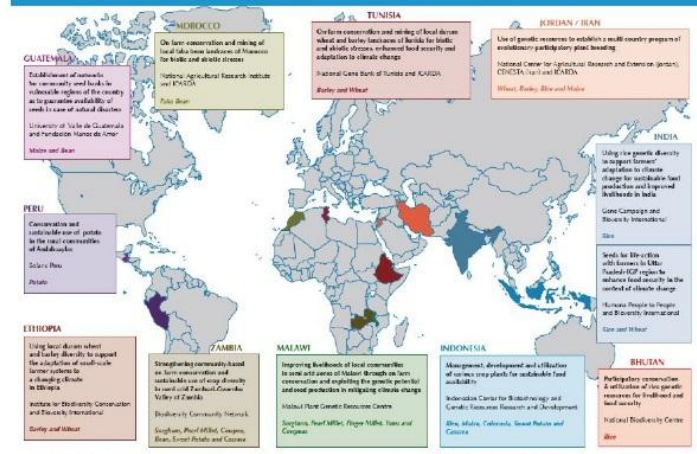 MOROCCO
On farm conservation and mining of
local faba bean landraces of Morocco
for biotic and abiotic stresses
National Agricultural Research Institute
and ICARDA
Faba Bean
TUNISIA
On-farm conservation and mining of local durum
wheat and barley landraces of Tunisia for biotic
and abiotic stresses, enhanced food security and
adaptation to climate change
National Gene Bank of Tunisia and ICARDA
Barley and Wheat
JORDAN / IRAN
Use of genetic resources to establish a multi-country program of
evolutionary-participatory plant breeding
National Center for Agricultural Research and Extension (Jordan),
CENESTA (Iran) and ICARDA
Wheat, Barley, Rice and Maize
GUATEMALA
Establishment of networks
for community seed banks in
vulnerable regions of the country
as to guarantee availability of
seeds in case of natural disasters
University of Valle de Guatemala
and Fundación Manos de Amor
Maize and Bean
INDIA
Using rice genetic diversity
to support farmers'
adaptation to climate
change for sustainable food
production and improved
livelihoods in India
Gene Campaign and
Bioversity International
Rice
Seeds for life-action
with farmers in Uttar
Pradesh-IGP region to
enhance food security in the
context of climate change
Humana People to People
and Bioversity International
Rice and Wheat
PERU
Conservation and
sustainable use of potato
in the rural communities
of
Solaris Peru
Potato
ETHIOPIA
Using local durum wheat
and barley diversity to support
the adaptation of small-scale
farmer systems to
a changing climate
in Ethiopia
Institute for Biodiversity Conservation
and Bioversity International
Barley and Wheat
ZAMBIA
Strengthening community-based
on farm conservation and
sustainable use of crop diversity
in semi arid Zambezi-Gwembe
Valley of Zambia
Biodiversity Community Network
Sorghum, Pearl Millet, Cowpea,
Bean, Sweet Potato and Cassava
MALAWI
Improving livelihoods of local communities
in semi arid areas of Malawi through on farm
conservation and exploiting the genetic potential
and seed production in mitigating climate change
Malawi Plant Genetic Resources Centre
Sorghum, Pearl Millet, Finger Millet, Yams and
Cowpeas
INDONESIA
Management, development and utilization
of various crop plants for sustainable food
availability
Indonesian Center for Biotechnology and
Genetic Resources Research and Development
Rice, Maize, Sweet Potato and
Cassava
BHUTAN
Participatory conservation
& utilization of rice genetic
resources for livelihood and
food security
National Biodiversity Centre
Rice